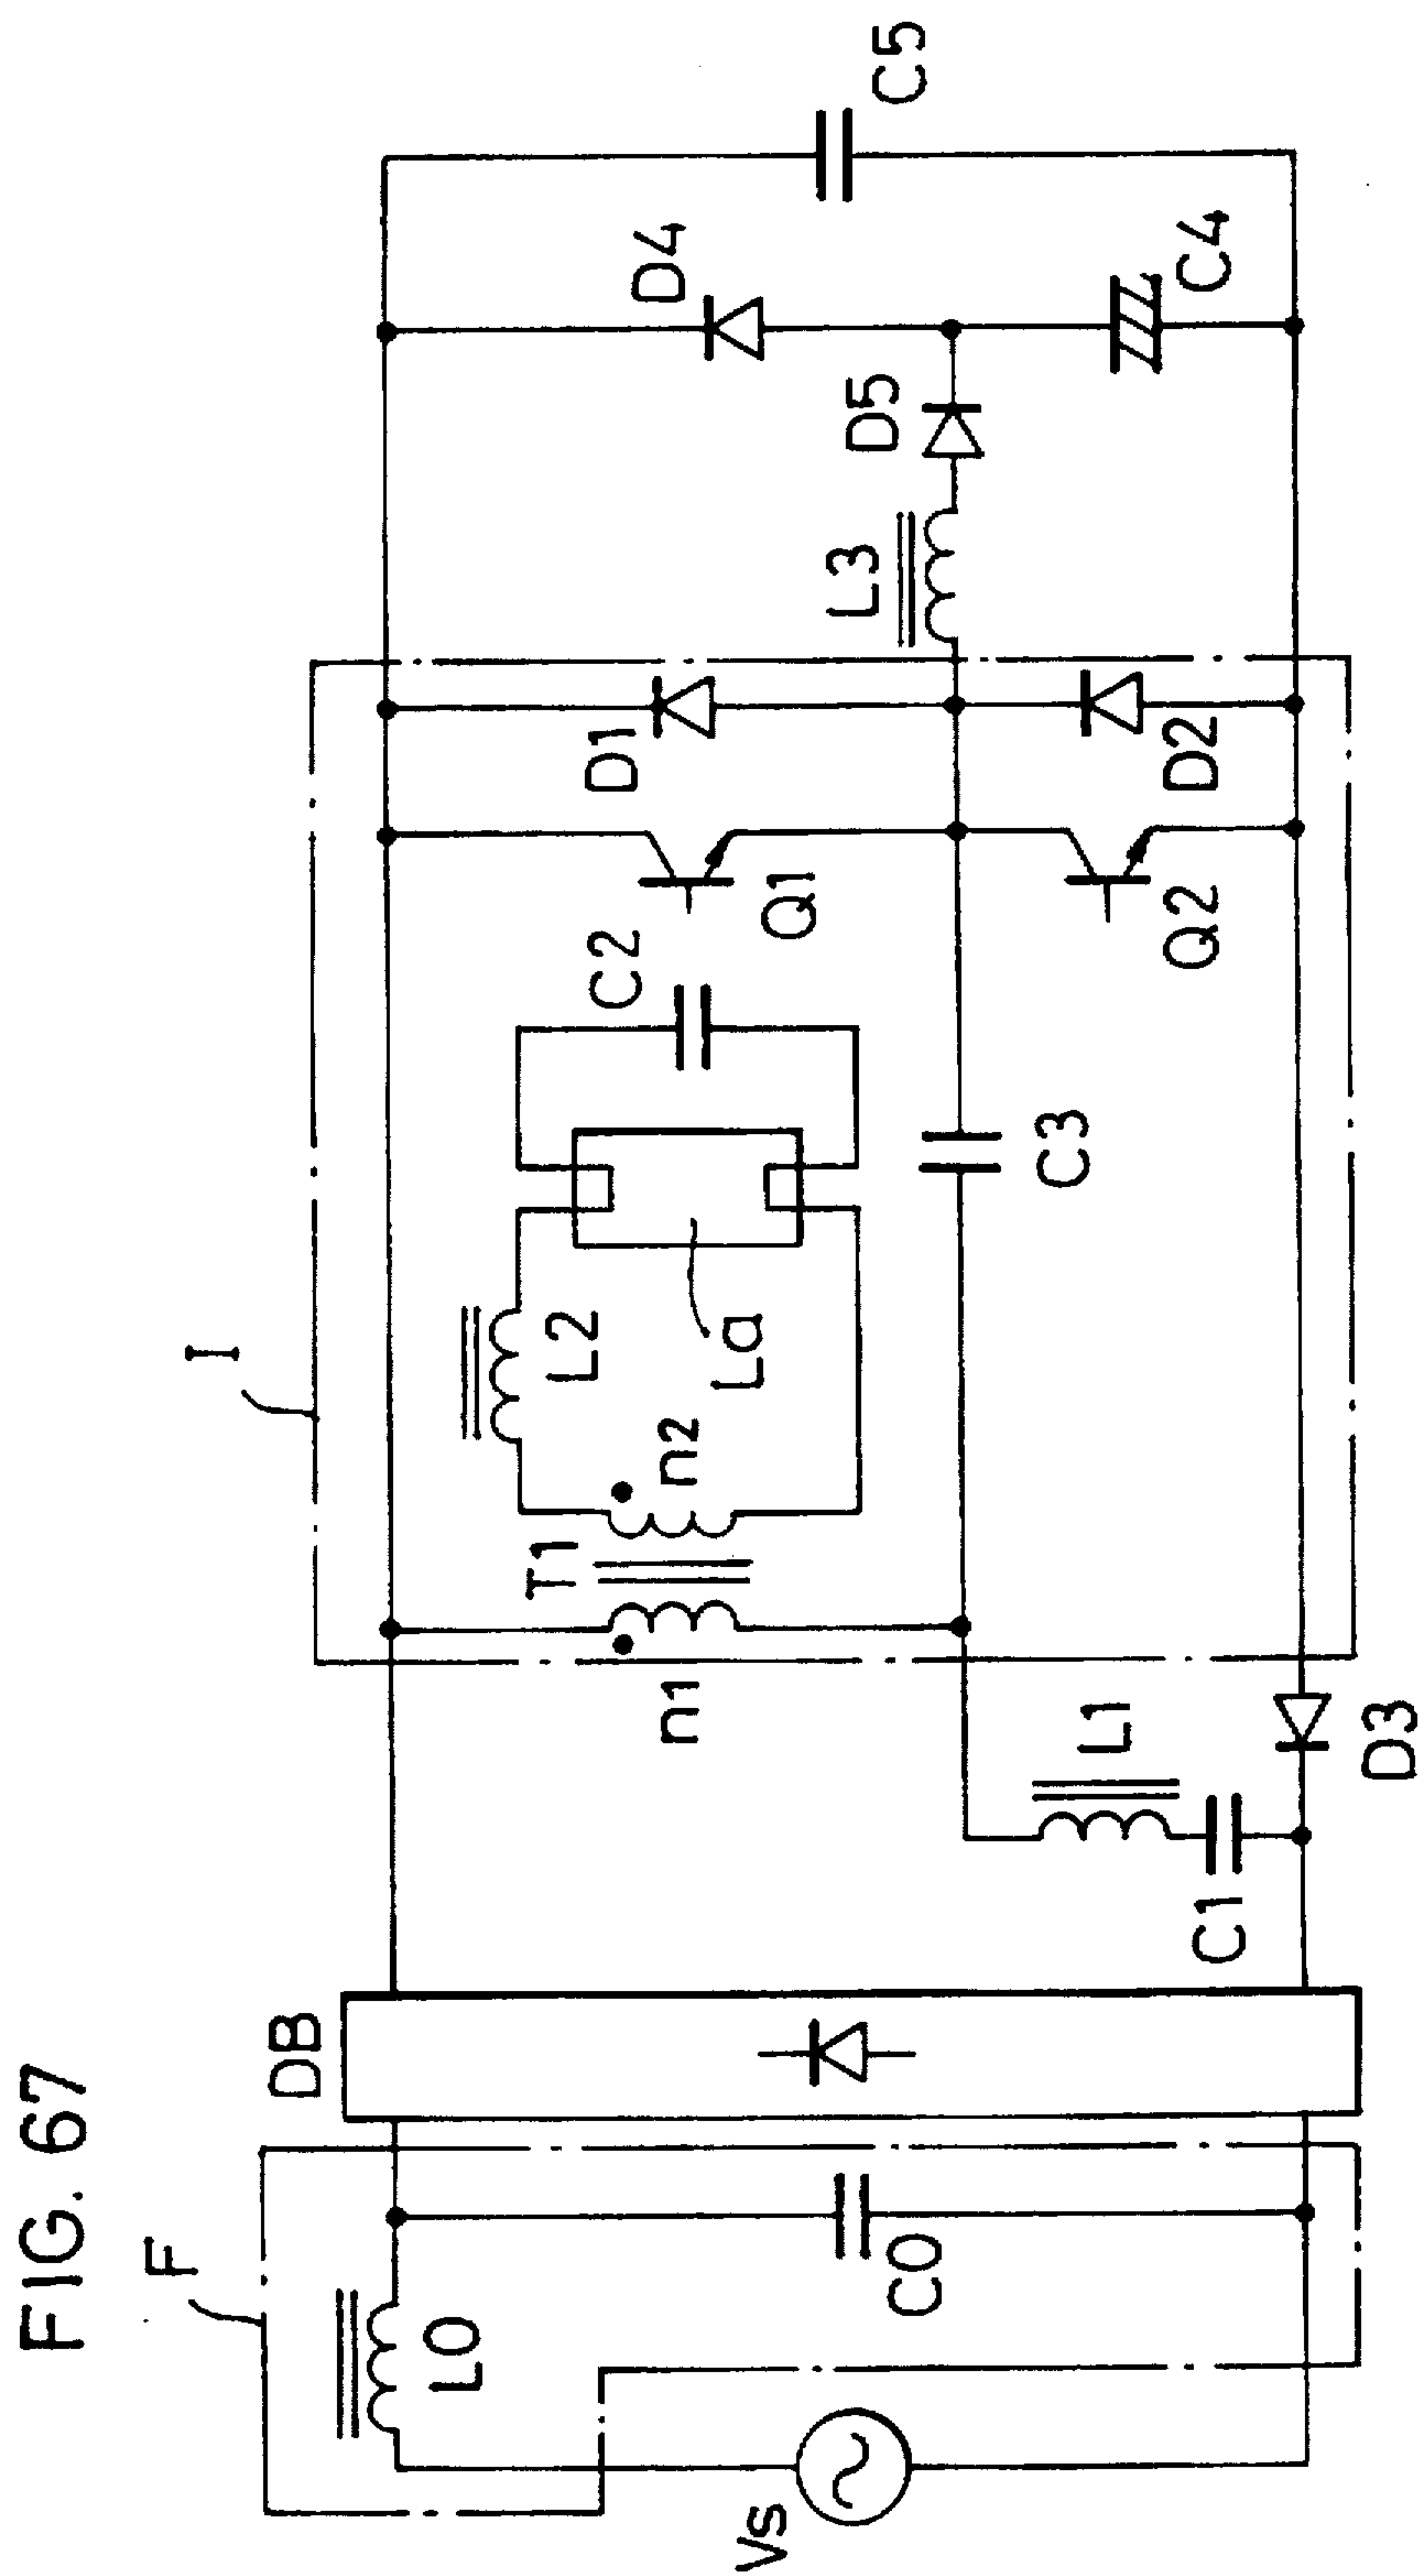 FIG. 67
F
L0
C0
Vs
DB
I
n1
T1
n2
L2
La
C2
C3
L1
C1
D3
Q1
Q2
D1
D2
L3
D5
D4
C4
C5